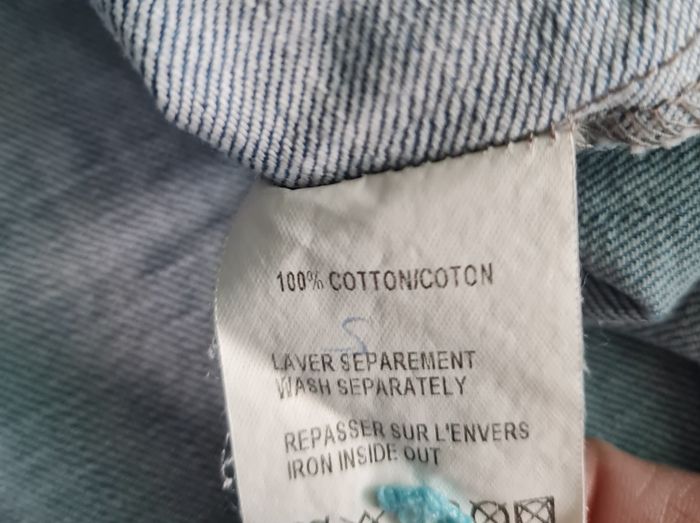 100% COTTON/COTON
S
LAVER SEPAREMENT
WASH SEPARATELY
REPASSER SUR L'ENVERS
IRON INSIDE OUT